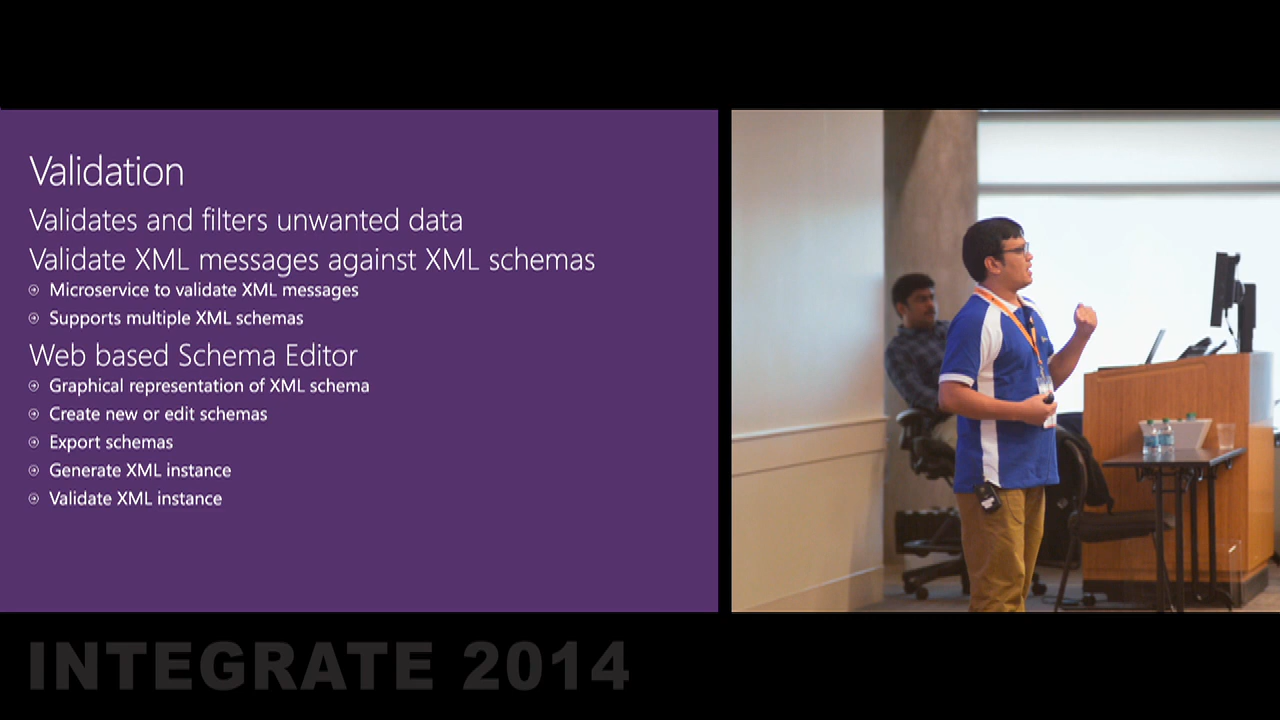 Validation
Validates and filters unwanted data
Validate XML messages against XML schemas
Microservice to validate XML messages
Supports multiple XML schemas
Web based Schema Editor
Graphical representation of XML schema
Create new or edit schemas
Export schemas
Generate XML instance
Validate XML instance
INTEGRATE 2014